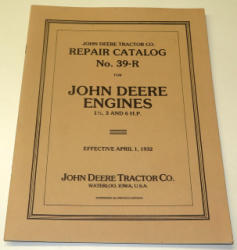 JOHN DEERE TRACTOR CO.
REPAIR CATALOG
No. 39-R
FOR
JOHN DEERE
ENGINES
1½, 3 AND 6 H.P.
EFFECTIVE APRIL 1, 1932
JOHN DEERE TRACTOR CO.
WATERLOO, IOWA, U.S.A.